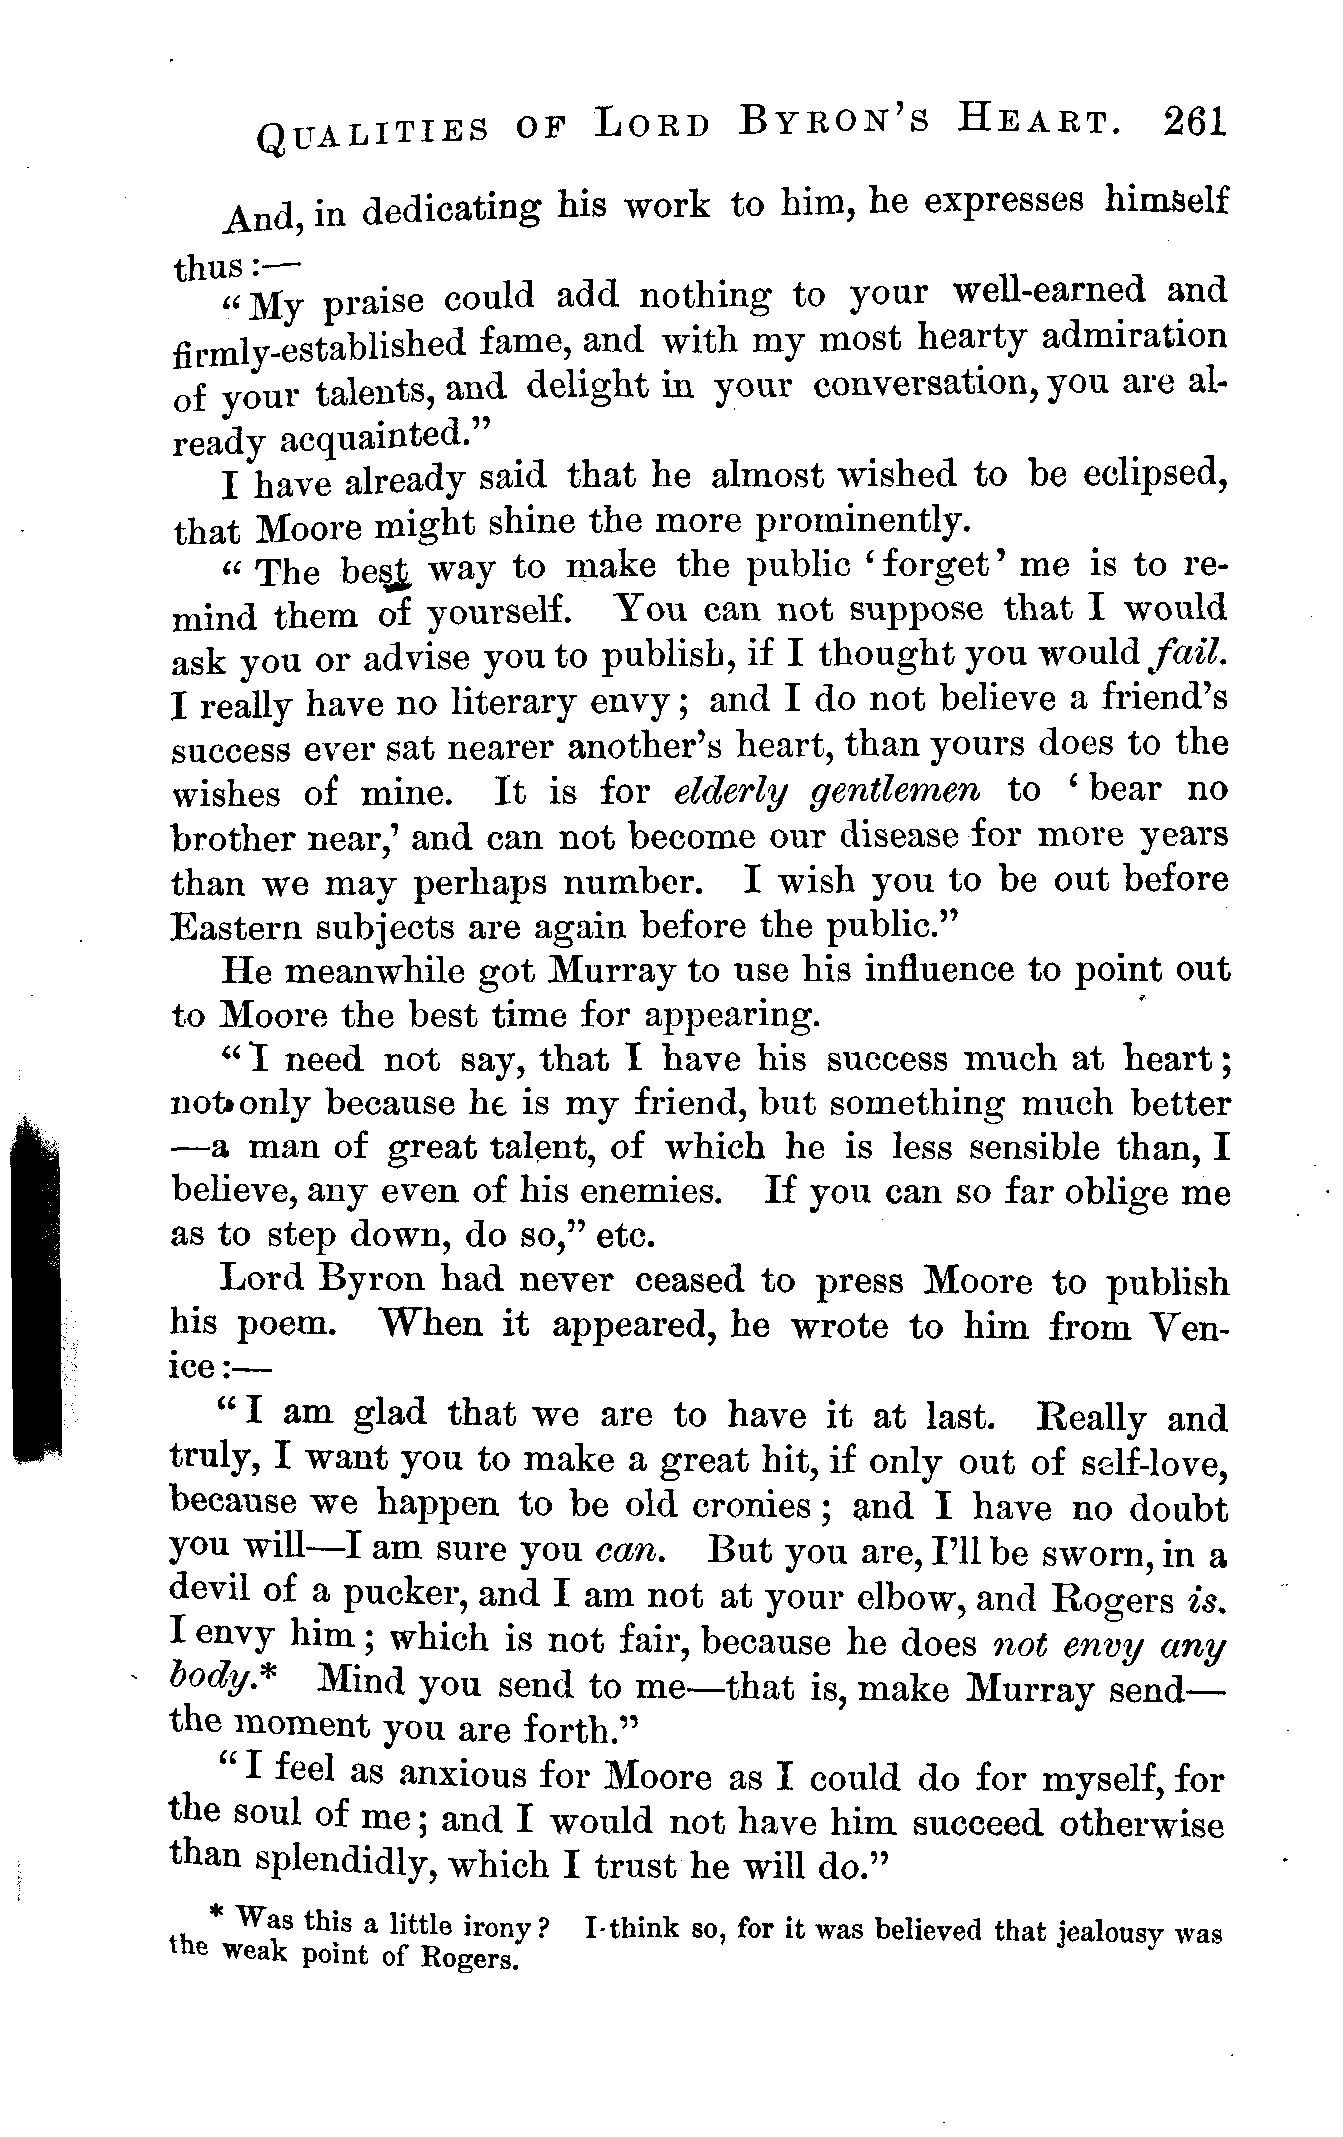 QUALITIES OF LORD BYRON'S HEART. 261
And, in dedicating his work to him, he expresses himself
thus:—
"My praise could add nothing to your well-earned and
firmly-established fame, and with my most hearty admiration
of your talents, and delight in your conversation, you are al-
ready acquainted."
I have already said that he almost wished to be eclipsed,
that Moore might shine the more prominently.
"The best way to make the public 'forget' me is to re-
mind them of yourself. You can not suppose that I would
ask you or advise you to publish, if I thought you would fail.
I really have no literary envy; and I do not believe a friend's
success ever sat nearer another's heart, than yours does to the
wishes of mine. It is for elderly gentlemen to 'bear no
brother near,' and can not become our disease for more years
than we may perhaps number. I wish you to be out before
Eastern subjects are again before the public."
He meanwhile got Murray to use his influence to point out
to Moore the best time for appearing.
"I need not say, that I have his success much at heart;
not only because he is my friend, but something much better
—a man of great talent, of which he is less sensible than, I
believe, any even of his enemies. If you can so far oblige me
as to step down, do so," etc.
Lord Byron had never ceased to press Moore to publish
his poem. When it appeared, he wrote to him from Ven-
ice:—
"I am glad that we are to have it at last. Really and
truly, I want you to make a great hit, if only out of self-love,
because we happen to be old cronies; and I have no doubt
you will—I am sure you can. But you are, I'll be sworn, in a
devil of a pucker, and I am not at your elbow, and Rogers is.
I envy him; which is not fair, because he does not envy any
body.* Mind you send to me—that is, make Murray send—
the moment you are forth."
"I feel as anxious for Moore as I could do for myself, for
the soul of me; and I would not have him succeed otherwise
than splendidly, which I trust he will do."
* Was this a little irony? I think so, for it was believed that jealousy was
the weak point of Rogers.